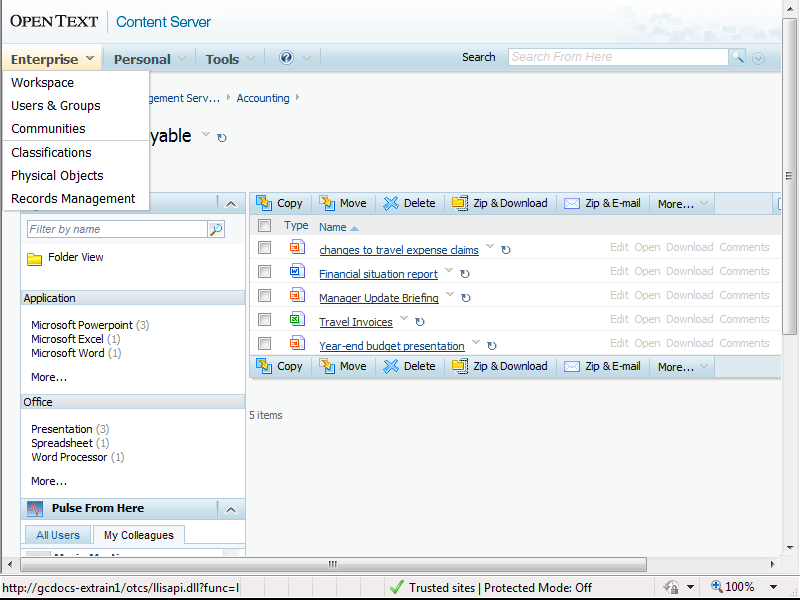 OPEN TEXT Content Server
Enterprise Personal Tools ? Search Search From Here
Workspace
Users & Groups
Communities
Classifications
Physical Objects
Records Management
gement Serv... Accounting
yable
Copy Move Delete Zip & Download Zip & E-mail More...
Type Name
Filter by name
Folder View
changes to travel expense claims Edit Open Download Comments
Financial situation report Edit Open Download Comments
Manager Update Briefing Edit Open Download Comments
Travel Invoices Edit Open Download Comments
Year-end budget presentation Edit Open Download Comments
Copy Move Delete Zip & Download Zip & E-mail More...
5 items
Application
Microsoft Powerpoint (3)
Microsoft Excel (1)
Microsoft Word (1)
More...
Office
Presentation (3)
Spreadsheet (1)
Word Processor (1)
More...
Pulse From Here
All Users My Colleagues
http://gcdocs-extrain1/otcs/llisapi.dll?func=l Trusted sites | Protected Mode: Off 100%